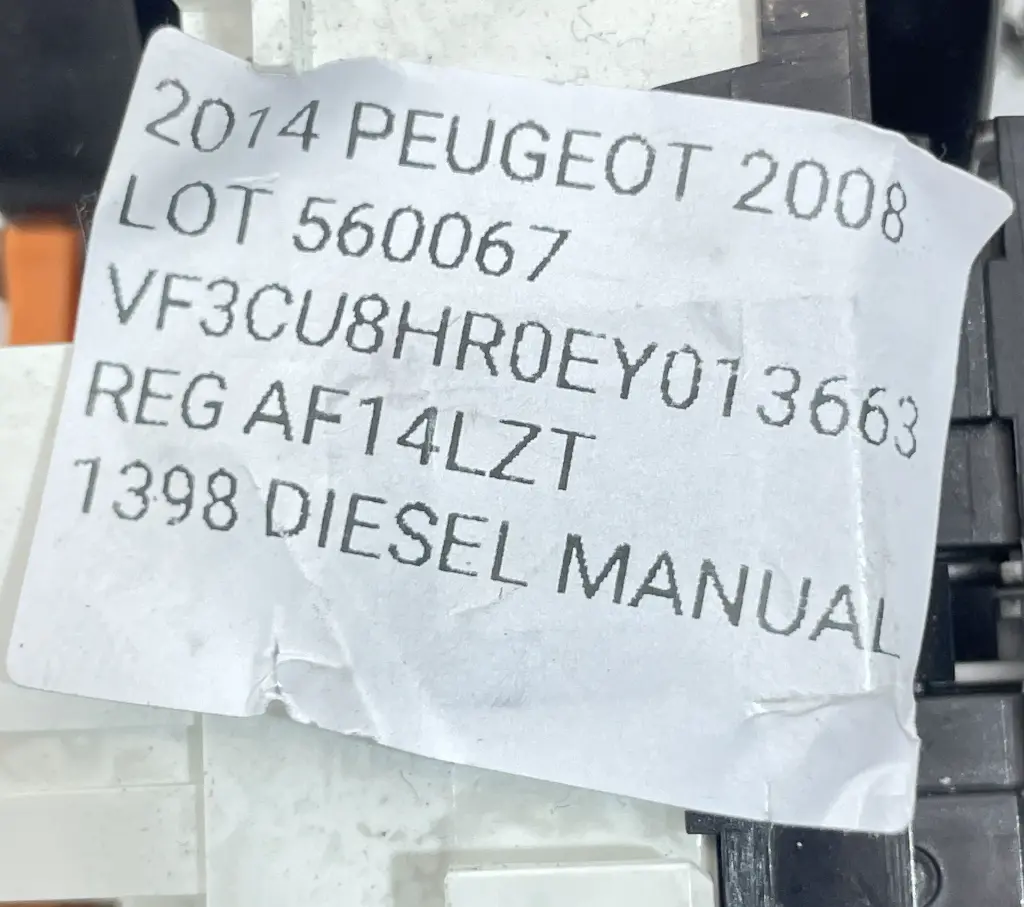 2014 PEUGEOT 2008
LOT 560067
VF3CU8HR0EY013663
REG AF14LZT
1398 DIESEL MANUAL